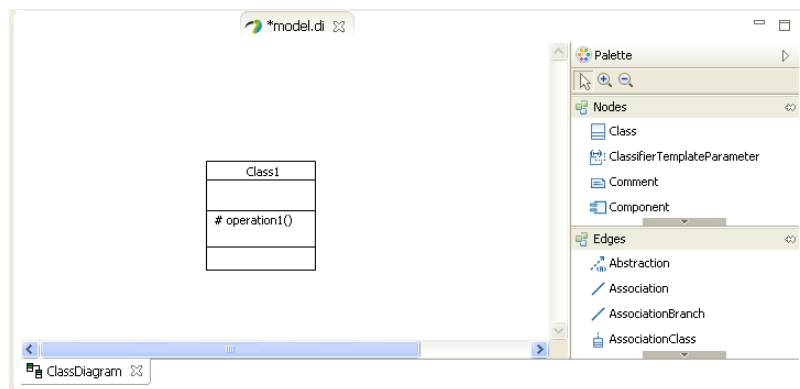 *model.di
Palette
Nodes
Class
ClassifierTemplateParameter
Comment
Component
Edges
Abstraction
Association
AssociationBranch
AssociationClass
Class1
# operation1()
ClassDiagram